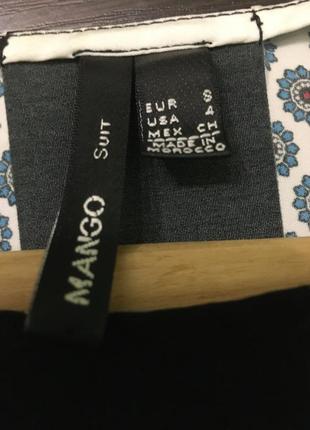 MANGO SUIT
EUR S
USA 4
MEX CH
MADE IN
MOROCCO